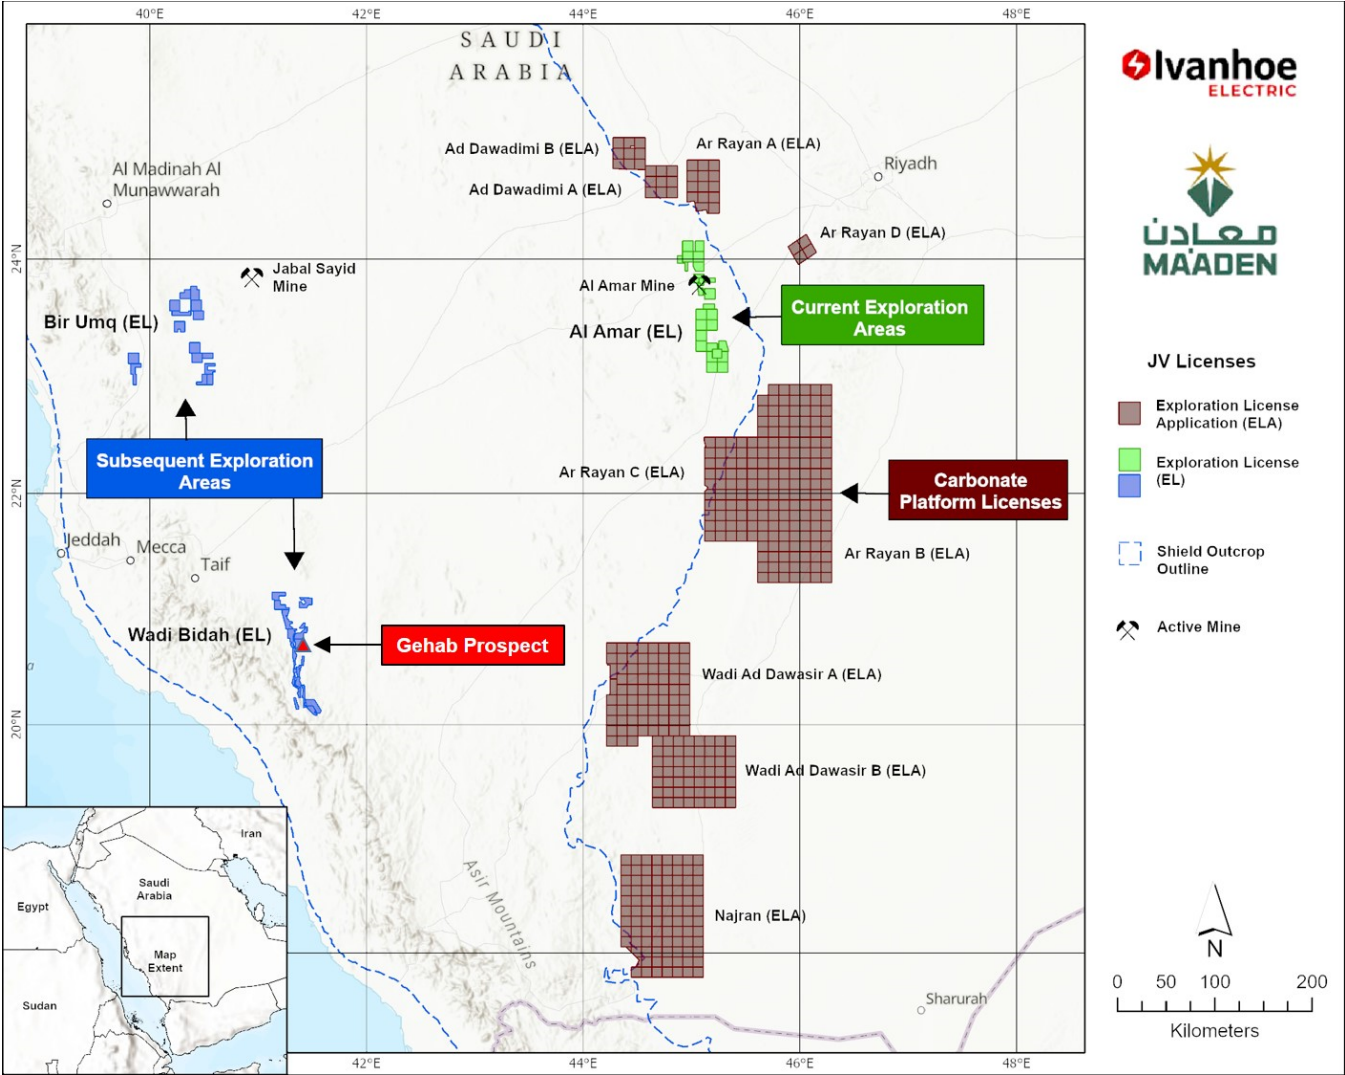 40°E
42°E
44°E
46°E
48°E
SAUDI
ARABIA
Ad Dawadimi B (ELA)
Ar Rayan A (ELA)
Riyadh
Al Madinah Al
Munawwarah
Ad Dawadimi A (ELA)
Ar Rayan D (ELA)
24°N
Jabal Sayid
Mine
Al Amar Mine
Bir Umq (EL)
Al Amar (EL)
Current Exploration
Areas
Subsequent Exploration
Areas
22°N
Ar Rayan C (ELA)
Carbonate
Platform Licenses
Jeddah
Mecca
Taif
Ar Rayan B (ELA)
Wadi Bidah (EL)
Gehab Prospect
a
Wadi Ad Dawasir A (ELA)
20°N
Wadi Ad Dawasir B (ELA)
Asir Mountains
Najran (ELA)
Sharurah
42°E
44°E
46°E
48°E
Iran
Saudi
Arabia
Egypt
Map
Extent
Sudan
Ivanhoe
ELECTRIC
معادن
MAADEN
JV Licenses
Exploration License
Application (ELA)
Exploration License
(EL)
Shield Outcrop
Outline
Active Mine
N
0 50 100 200
Kilometers